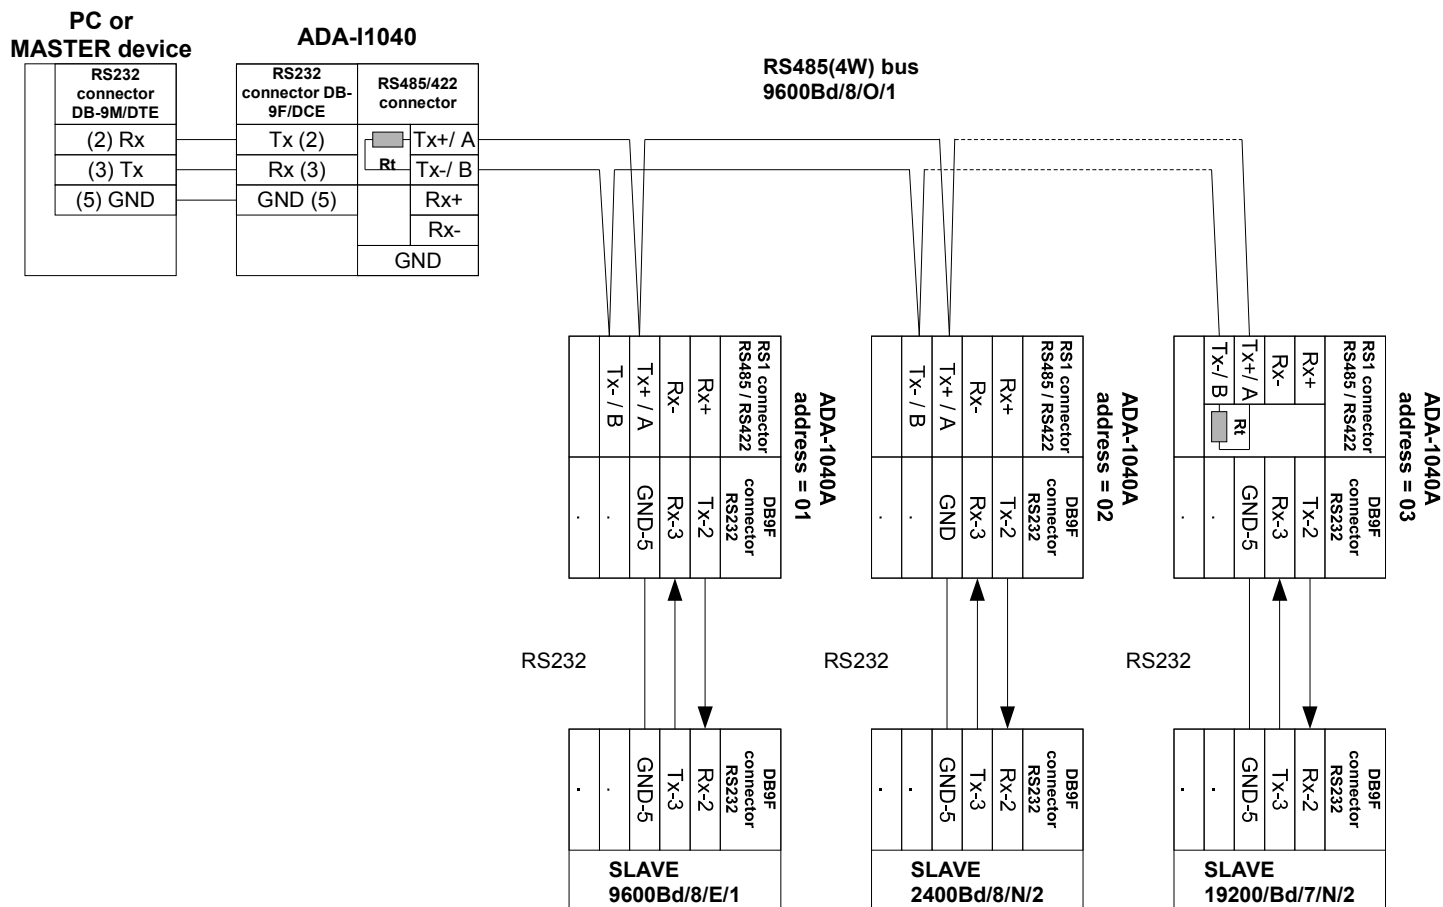 PC or
MASTER device
RS232
connector
DB-9M/DTE
(2) Rx
(3) Tx
(5) GND
ADA-I1040
RS232
connector DB-
9F/DCE
Tx (2)
Rx (3)
GND (5)
RS485/422
connector
Rt
Tx+/ A
Tx-/ B
Rx+
Rx-
GND
RS485(4W) bus
9600Bd/8/O/1
ADA-1040A
address = 01
RS1 connector
RS485 / RS422
Rx+
Rx-
Tx+ / A
Tx- / B
DB9F
connector
RS232
Tx-2
Rx-3
GND-5
.
.
RS232
DB9F
connector
RS232
Rx-2
Tx-3
GND-5
.
.
SLAVE
9600Bd/8/E/1
ADA-1040A
address = 02
RS1 connector
RS485 / RS422
Rx+
Rx-
Tx+ / A
Tx- / B
DB9F
connector
RS232
Tx-2
Rx-3
GND
.
.
RS232
DB9F
connector
RS232
Rx-2
Tx-3
GND-5
.
.
SLAVE
2400Bd/8/N/2
ADA-1040A
address = 03
RS1 connector
RS485 / RS422
Rx+
Rx-
Tx+/ A
Tx-/ B
Rt
DB9F
connector
RS232
Tx-2
Rx-3
GND-5
.
.
RS232
DB9F
connector
RS232
Rx-2
Tx-3
GND-5
.
.
SLAVE
19200/Bd/7/N/2